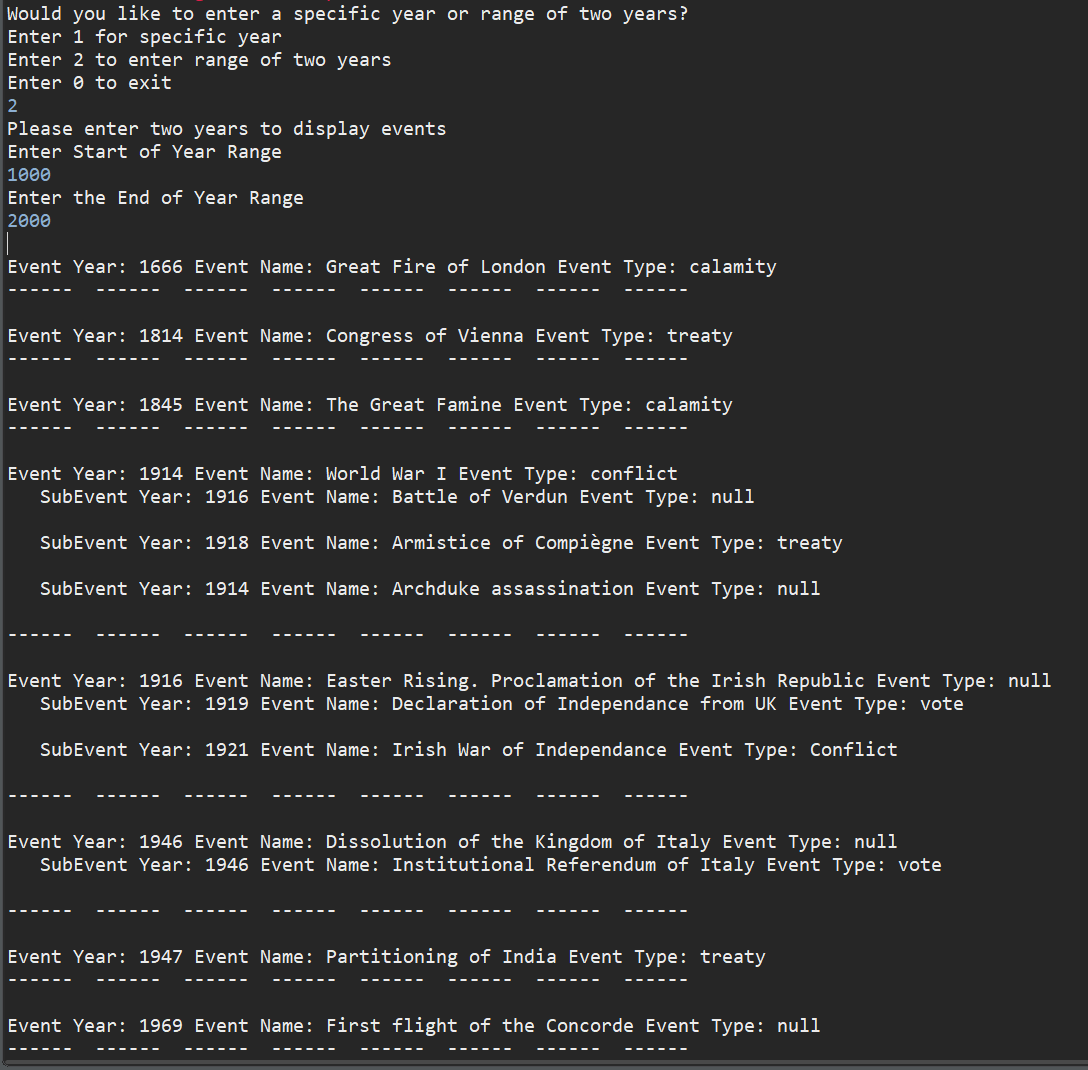 Would you like to enter a specific year or range of two years?
Enter 1 for specific year
Enter 2 to enter range of two years
Enter 0 to exit
2
Please enter two years to display events
Enter Start of Year Range
1000
Enter the End of Year Range
2000
Event Year: 1666 Event Name: Great Fire of London Event Type: calamity
------  ------  ------  ------  ------  ------  ------  ------
Event Year: 1814 Event Name: Congress of Vienna Event Type: treaty
------  ------  ------  ------  ------  ------  ------  ------
Event Year: 1845 Event Name: The Great Famine Event Type: calamity
------  ------  ------  ------  ------  ------  ------  ------
Event Year: 1914 Event Name: World War I Event Type: conflict
   SubEvent Year: 1916 Event Name: Battle of Verdun Event Type: null
   SubEvent Year: 1918 Event Name: Armistice of Compiègne Event Type: treaty
   SubEvent Year: 1914 Event Name: Archduke assassination Event Type: null
------  ------  ------  ------  ------  ------  ------  ------
Event Year: 1916 Event Name: Easter Rising. Proclamation of the Irish Republic Event Type: null
   SubEvent Year: 1919 Event Name: Declaration of Independance from UK Event Type: vote
   SubEvent Year: 1921 Event Name: Irish War of Independance Event Type: Conflict
------  ------  ------  ------  ------  ------  ------  ------
Event Year: 1946 Event Name: Dissolution of the Kingdom of Italy Event Type: null
   SubEvent Year: 1946 Event Name: Institutional Referendum of Italy Event Type: vote
------  ------  ------  ------  ------  ------  ------  ------
Event Year: 1947 Event Name: Partitioning of India Event Type: treaty
------  ------  ------  ------  ------  ------  ------  ------
Event Year: 1969 Event Name: First flight of the Concorde Event Type: null
------  ------  ------  ------  ------  ------  ------  ------